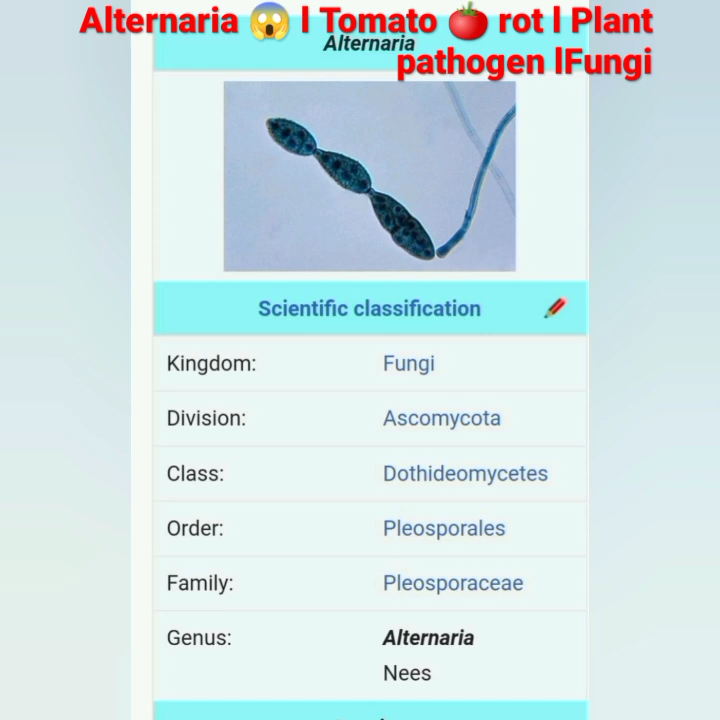 Alternaria 😱 l Tomato 🍅 rot l Plant
pathogen lFungi
Alternaria
Scientific classification
Kingdom: Fungi
Division: Ascomycota
Class: Dothideomycetes
Order: Pleosporales
Family: Pleosporaceae
Genus: Alternaria
Nees